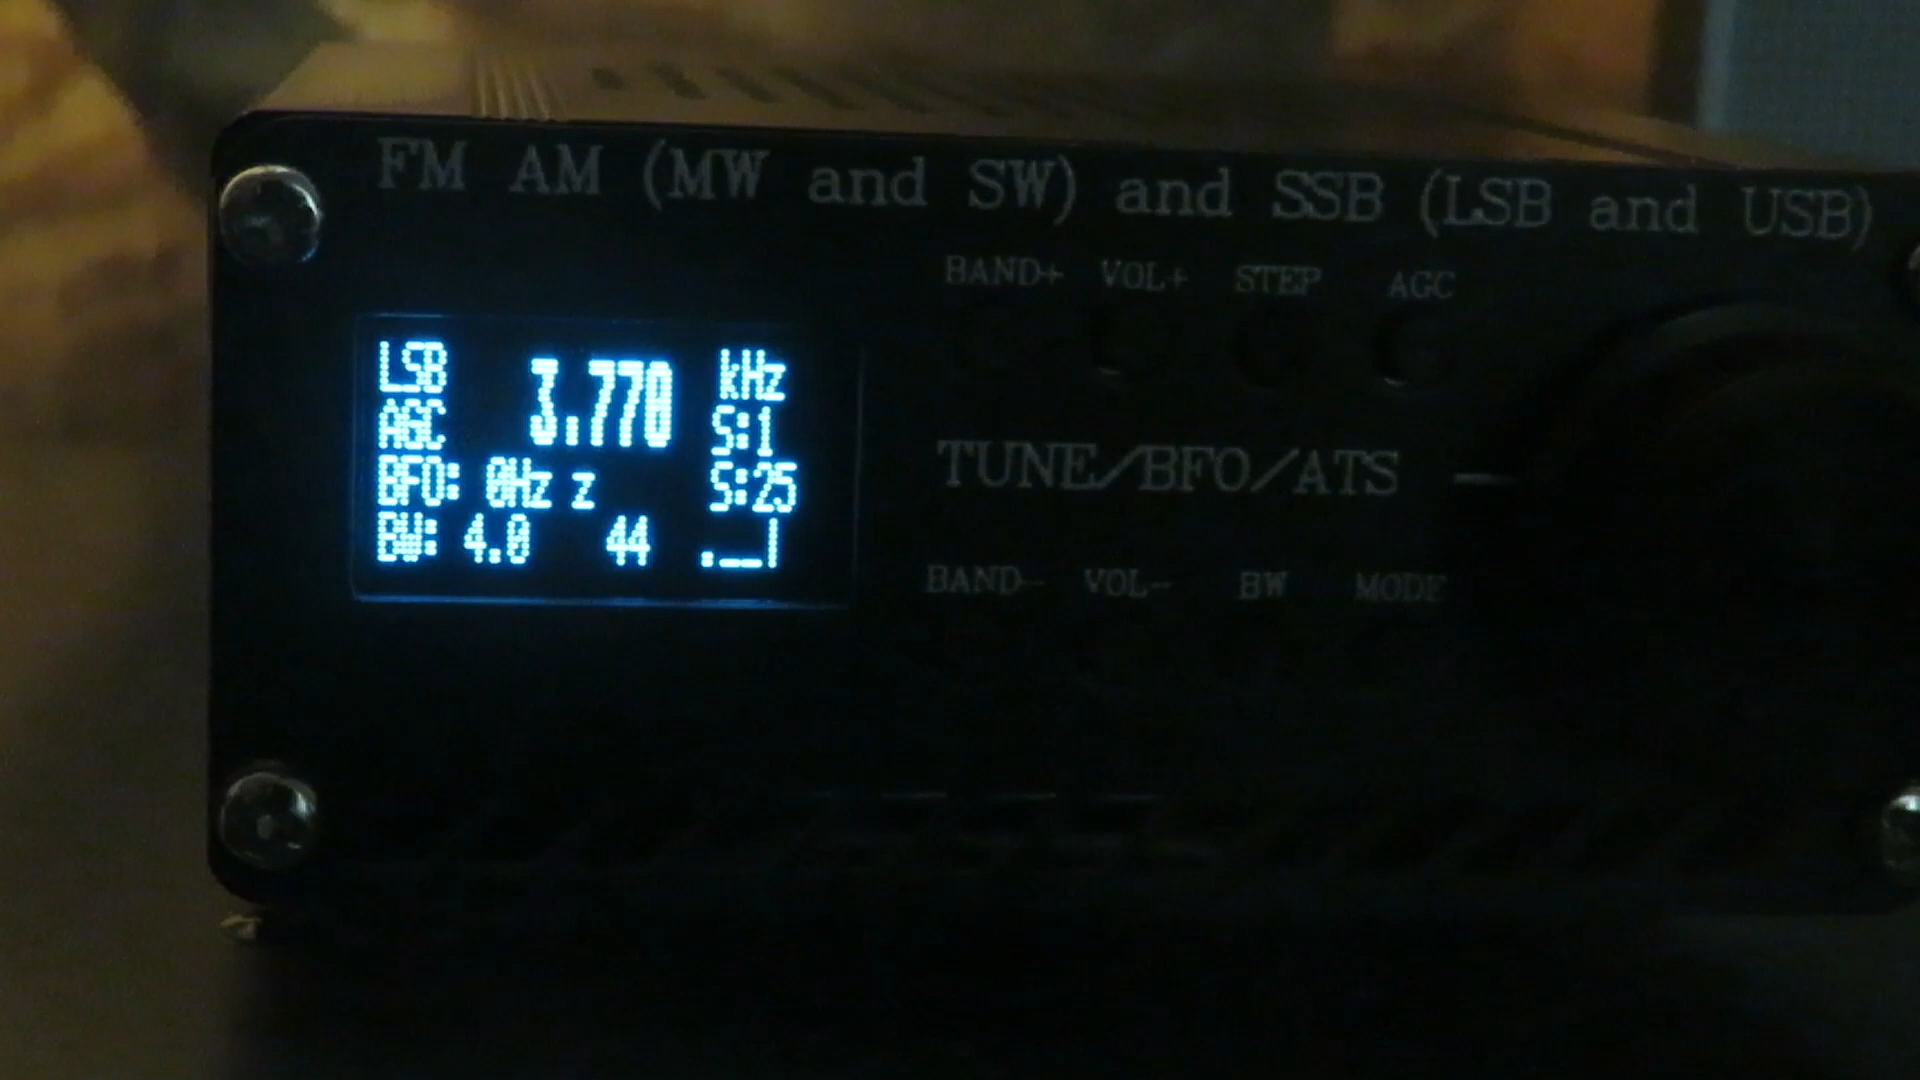 FM AM (MW and SW) and SSB (LSB and USB)
BAND+ VOL+ STEP AGC
LSB 3.770 kHz
AGC S:1
BFO: 0Hz z S:25
BW: 4.0 44 .__|
TUNE/BFO/ATS
BAND- VOL- BW MODE